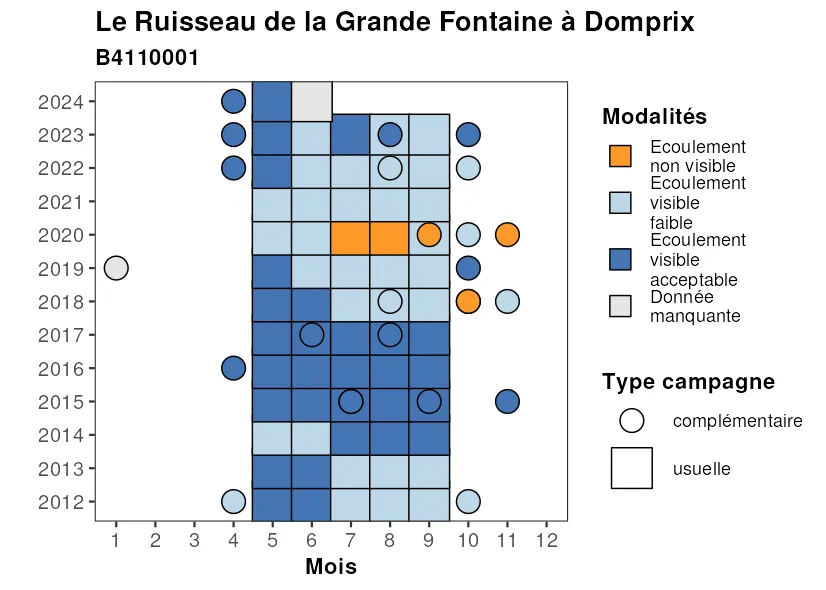 Le Ruisseau de la Grande Fontaine à Domprix
B4110001
2024
2023
2022
2021
2020
2019
2018
2017
2016
2015
2014
2013
2012
1 2 3 4 5 6 7 8 9 10 11 12
Mois
Modalités
Ecoulement
non visible
Ecoulement
visible
faible
Ecoulement
visible
acceptable
Donnée
manquante
Type campagne
complémentaire
usuelle